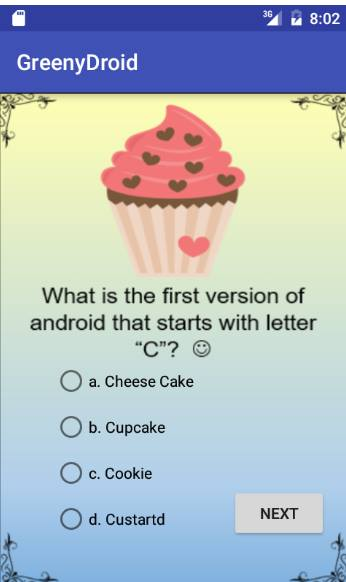 3G 8:02
GreenyDroid
What is the first version of
android that starts with letter
“C”? ☺
a. Cheese Cake
b. Cupcake
c. Cookie
d. Custartd
NEXT